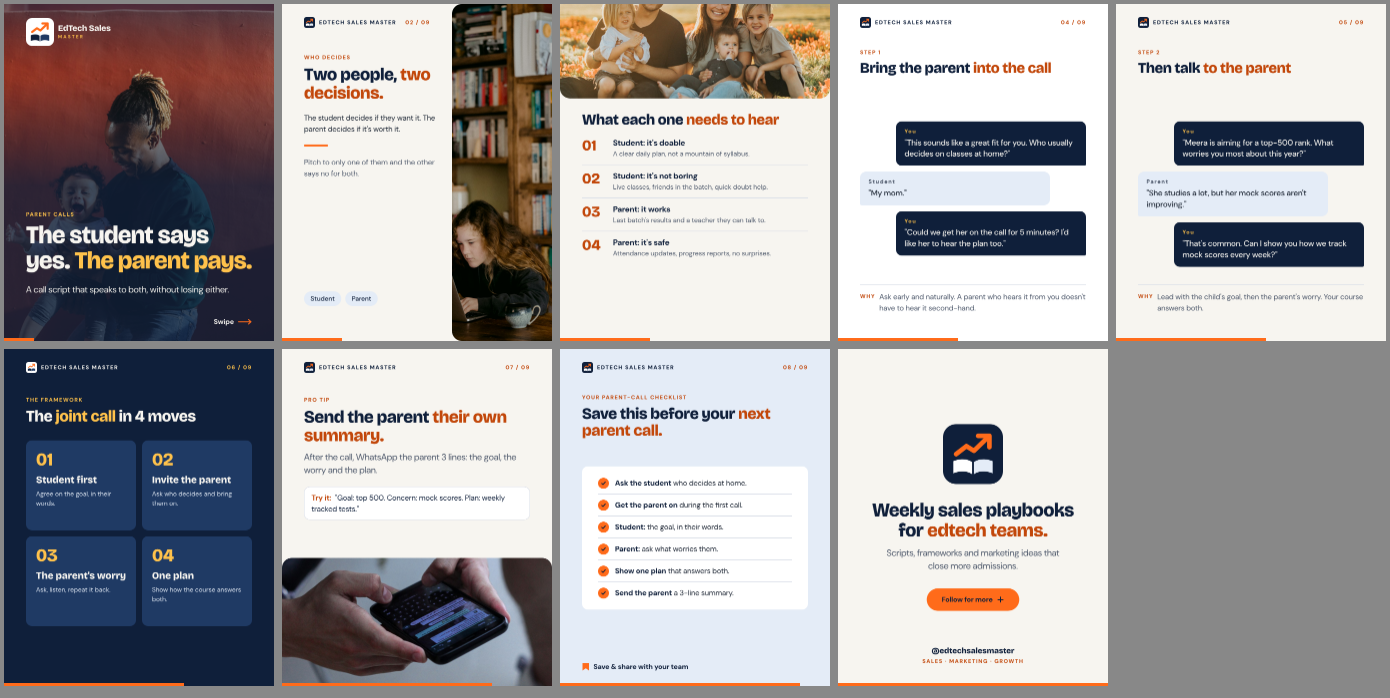 EdTech Sales
MASTER
PARENT CALLS
The student says
yes. The parent pays.
A call script that speaks to both, without losing either.
Swipe
EDTECH SALES MASTER
02 / 09
WHO DECIDES
Two people, two
decisions.
The student decides if they want it. The
parent decides if it's worth it.
Pitch to only one of them and the other
says no for both.
Student
Parent
What each one needs to hear
01
Student: it's doable
A clear daily plan, not a mountain of syllabus.
02
Student: it's not boring
Live classes, friends in the batch, quick doubt help.
03
Parent: it works
Last batch's results and a teacher they can talk to.
04
Parent: it's safe
Attendance updates, progress reports, no surprises.
EDTECH SALES MASTER
04 / 09
STEP 1
Bring the parent into the call
You
"This sounds like a great fit for you. Who usually
decides on classes at home?"
Student
"My mom."
You
"Could we get her on the call for 5 minutes? I'd
like her to hear the plan too."
WHY Ask early and naturally. A parent who hears it from you doesn't
have to hear it second-hand.
EDTECH SALES MASTER
05 / 09
STEP 2
Then talk to the parent
You
"Meera is aiming for a top-500 rank. What
worries you most about this year?"
Parent
"She studies a lot, but her mock scores aren't
improving."
You
"That's common. Can I show you how we track
mock scores every week?"
WHY Lead with the child's goal, then the parent's worry. Your course
answers both.
EDTECH SALES MASTER
06 / 09
THE FRAMEWORK
The joint call in 4 moves
01
Student first
Agree on the goal, in their
words.
02
Invite the parent
Ask who decides and bring
them on.
03
The parent's worry
Ask, listen, repeat it back.
04
One plan
Show how the course answers
both.
EDTECH SALES MASTER
07 / 09
PRO TIP
Send the parent their own
summary.
After the call, WhatsApp the parent 3 lines: the goal, the
worry and the plan.
Try it: "Goal: top 500. Concern: mock scores. Plan: weekly
tracked tests."
EDTECH SALES MASTER
08 / 09
YOUR PARENT-CALL CHECKLIST
Save this before your next
parent call.
Ask the student who decides at home.
Get the parent on during the first call.
Student: the goal, in their words.
Parent: ask what worries them.
Show one plan that answers both.
Send the parent a 3-line summary.
Save & share with your team
Weekly sales playbooks
for edtech teams.
Scripts, frameworks and marketing ideas that
close more admissions.
Follow for more +
@edtechsalesmaster
SALES · MARKETING · GROWTH